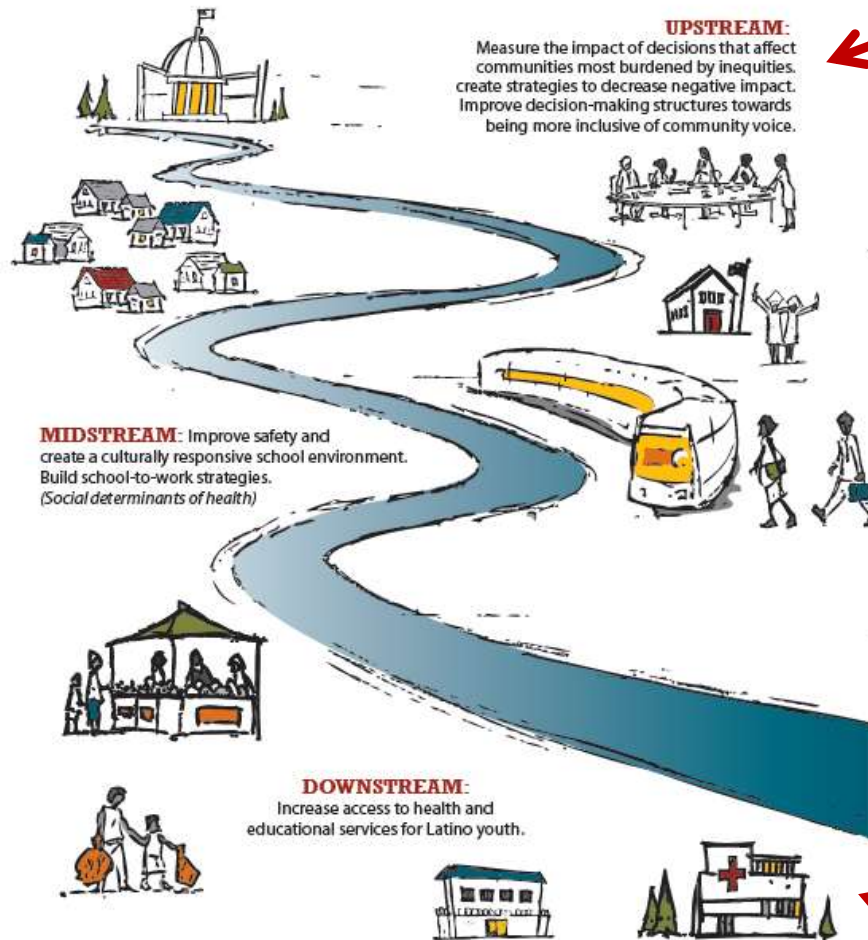 UPSTREAM:
Measure the impact of decisions that affect
communities most burdened by inequities.
create strategies to decrease negative impact.
Improve decision-making structures towards
being more inclusive of community voice.
MIDSTREAM: Improve safety and
create a culturally responsive school environment.
Build school-to-work strategies.
(Social determinants of health)
DOWNSTREAM:
Increase access to health and
educational services for Latino youth.